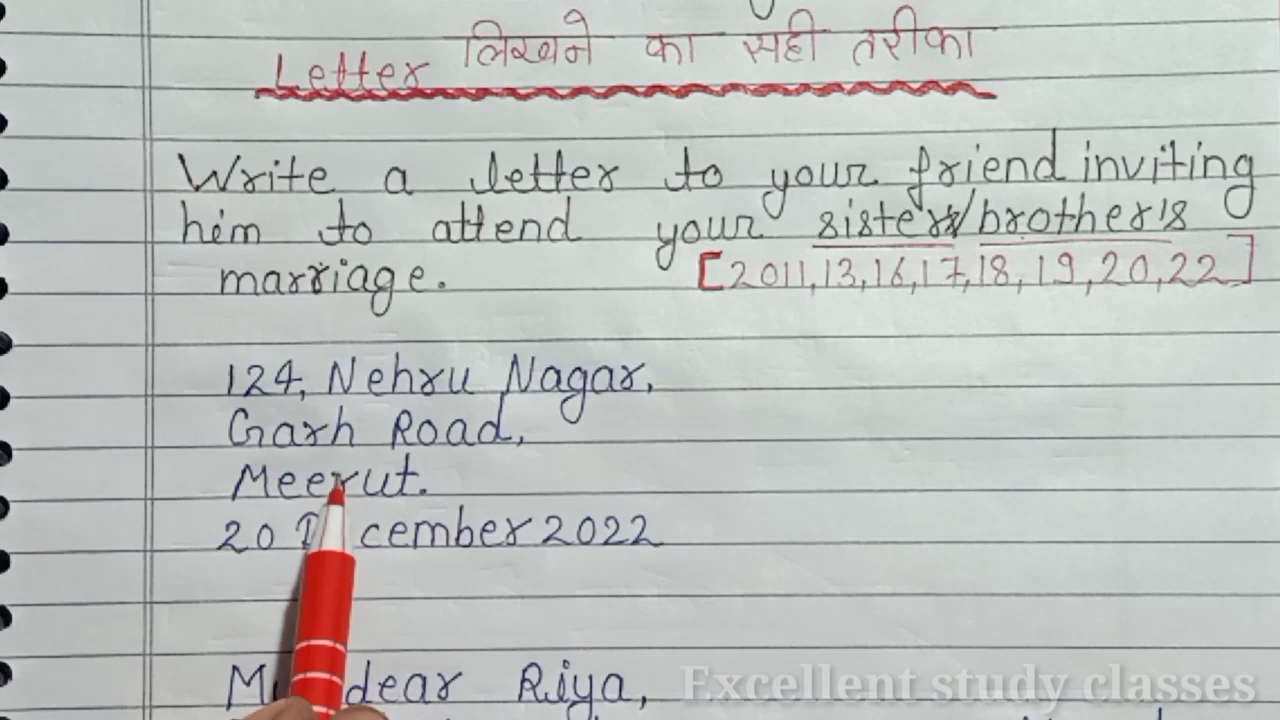 Letter लिखने का सही तरीका
Write a letter to your friend inviting
him to attend your sister's/brother's
marriage. [2011,13,16,17,18,19,20,22]
124, Nehru Nagar,
Garh Road,
Meerut.
20 December 2022
My dear Riya,
Excellent study classes